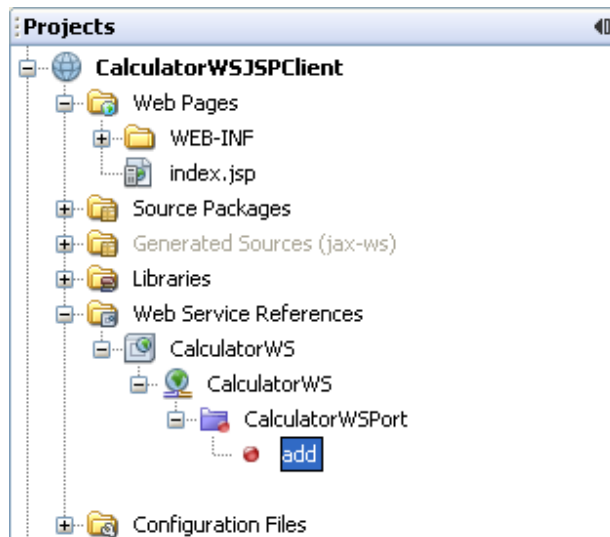 Projects
CalculatorWSJSPClient
Web Pages
WEB-INF
index.jsp
Source Packages
Generated Sources (jax-ws)
Libraries
Web Service References
CalculatorWS
CalculatorWS
CalculatorWSPort
add
Configuration Files